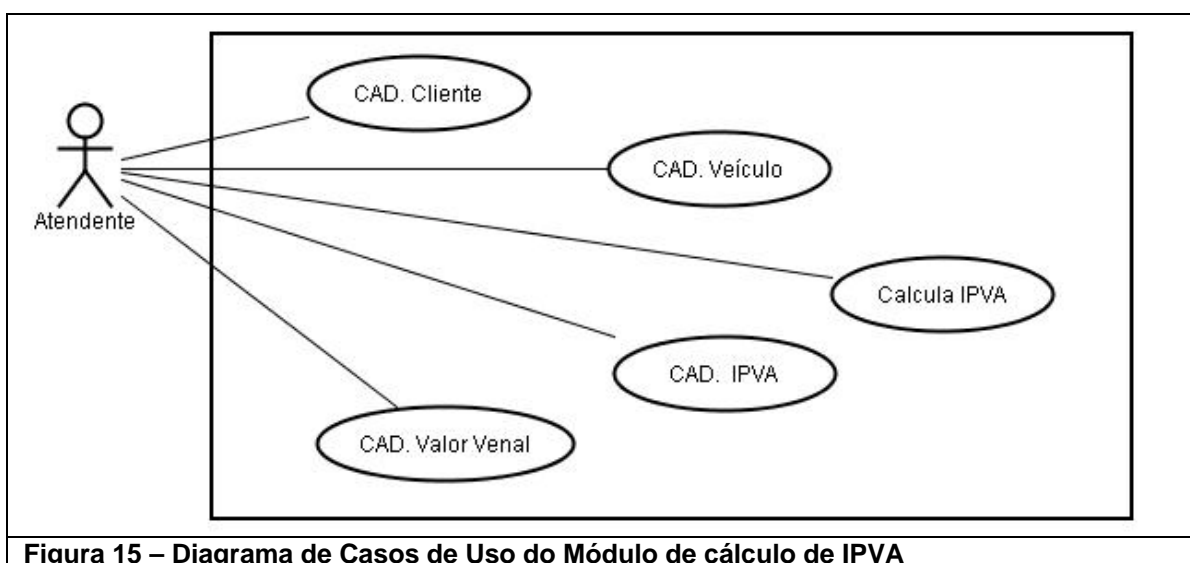 CAD. Cliente
CAD. Veículo
Atendente
Calcula IPVA
CAD. IPVA
CAD. Valor Venal
Figura 15 – Diagrama de Casos de Uso do Módulo de cálculo de IPVA